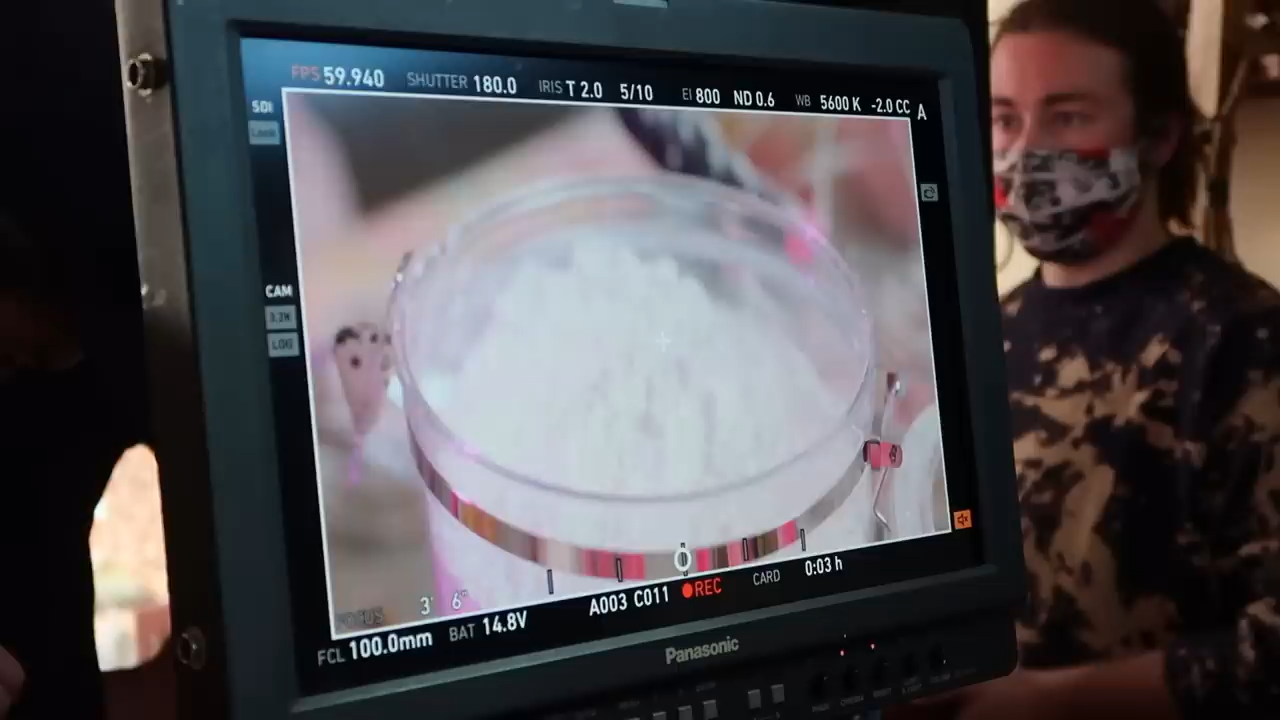 FPS 59.940 SHUTTER 180.0 IRIS T 2.0 5/10 EI 800 ND 0.6 WB 5600 K -2.0 CC A
SDI
Look
CAM
3.2K
LOG
FOCUS
3' 6"
A003 C011 REC CARD 0:03 h
FCL 100.0mm BAT 14.8V
Panasonic